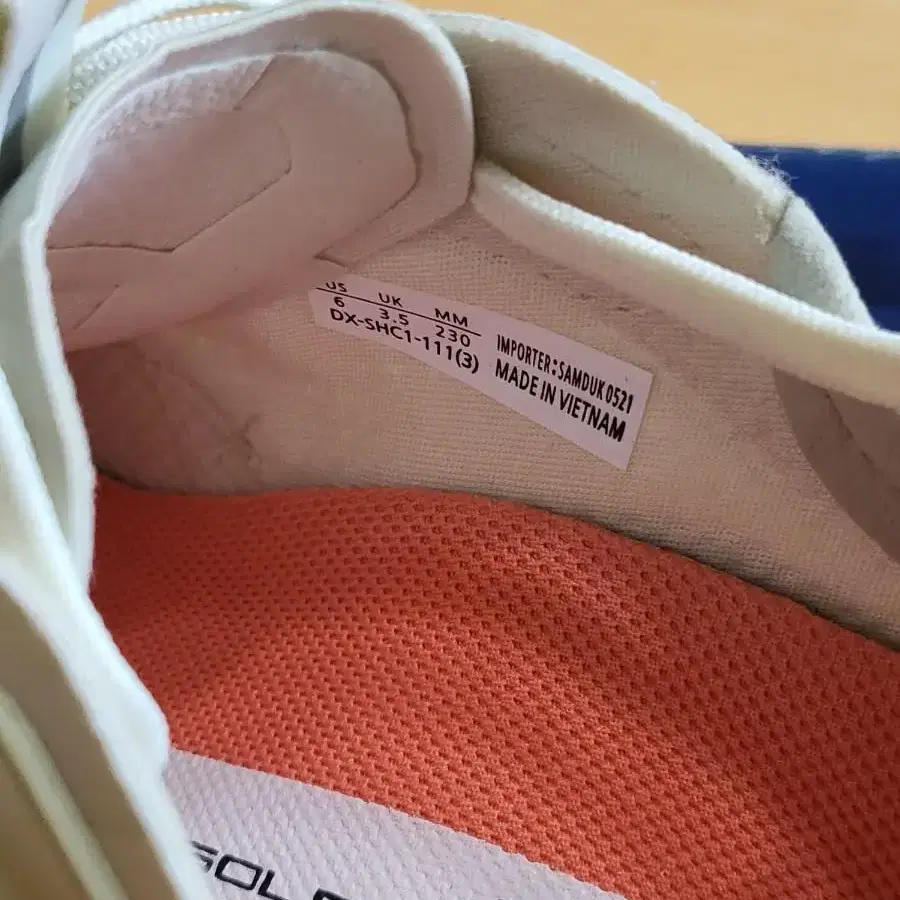 US UK MM
6 3.5 230
DX-SHC1-111(3)
IMPORTER:SAMDUK 0521
MADE IN VIETNAM